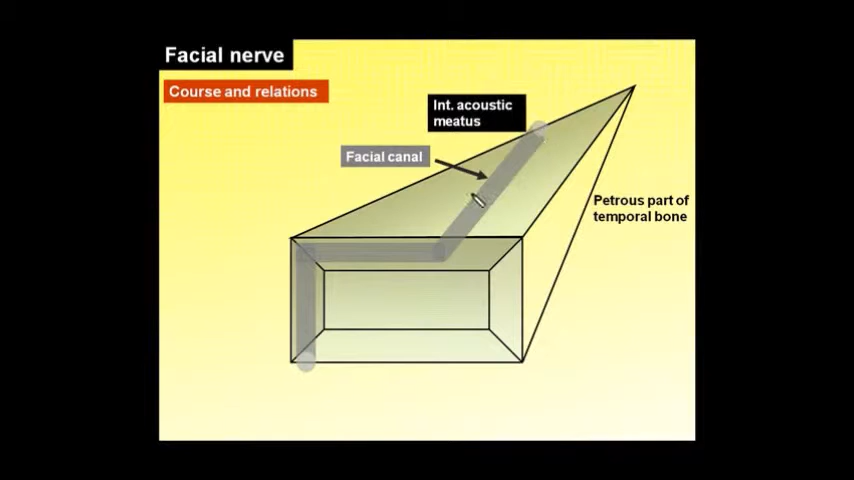 Facial nerve
Course and relations
Int. acoustic
meatus
Facial canal
Petrous part of
temporal bone